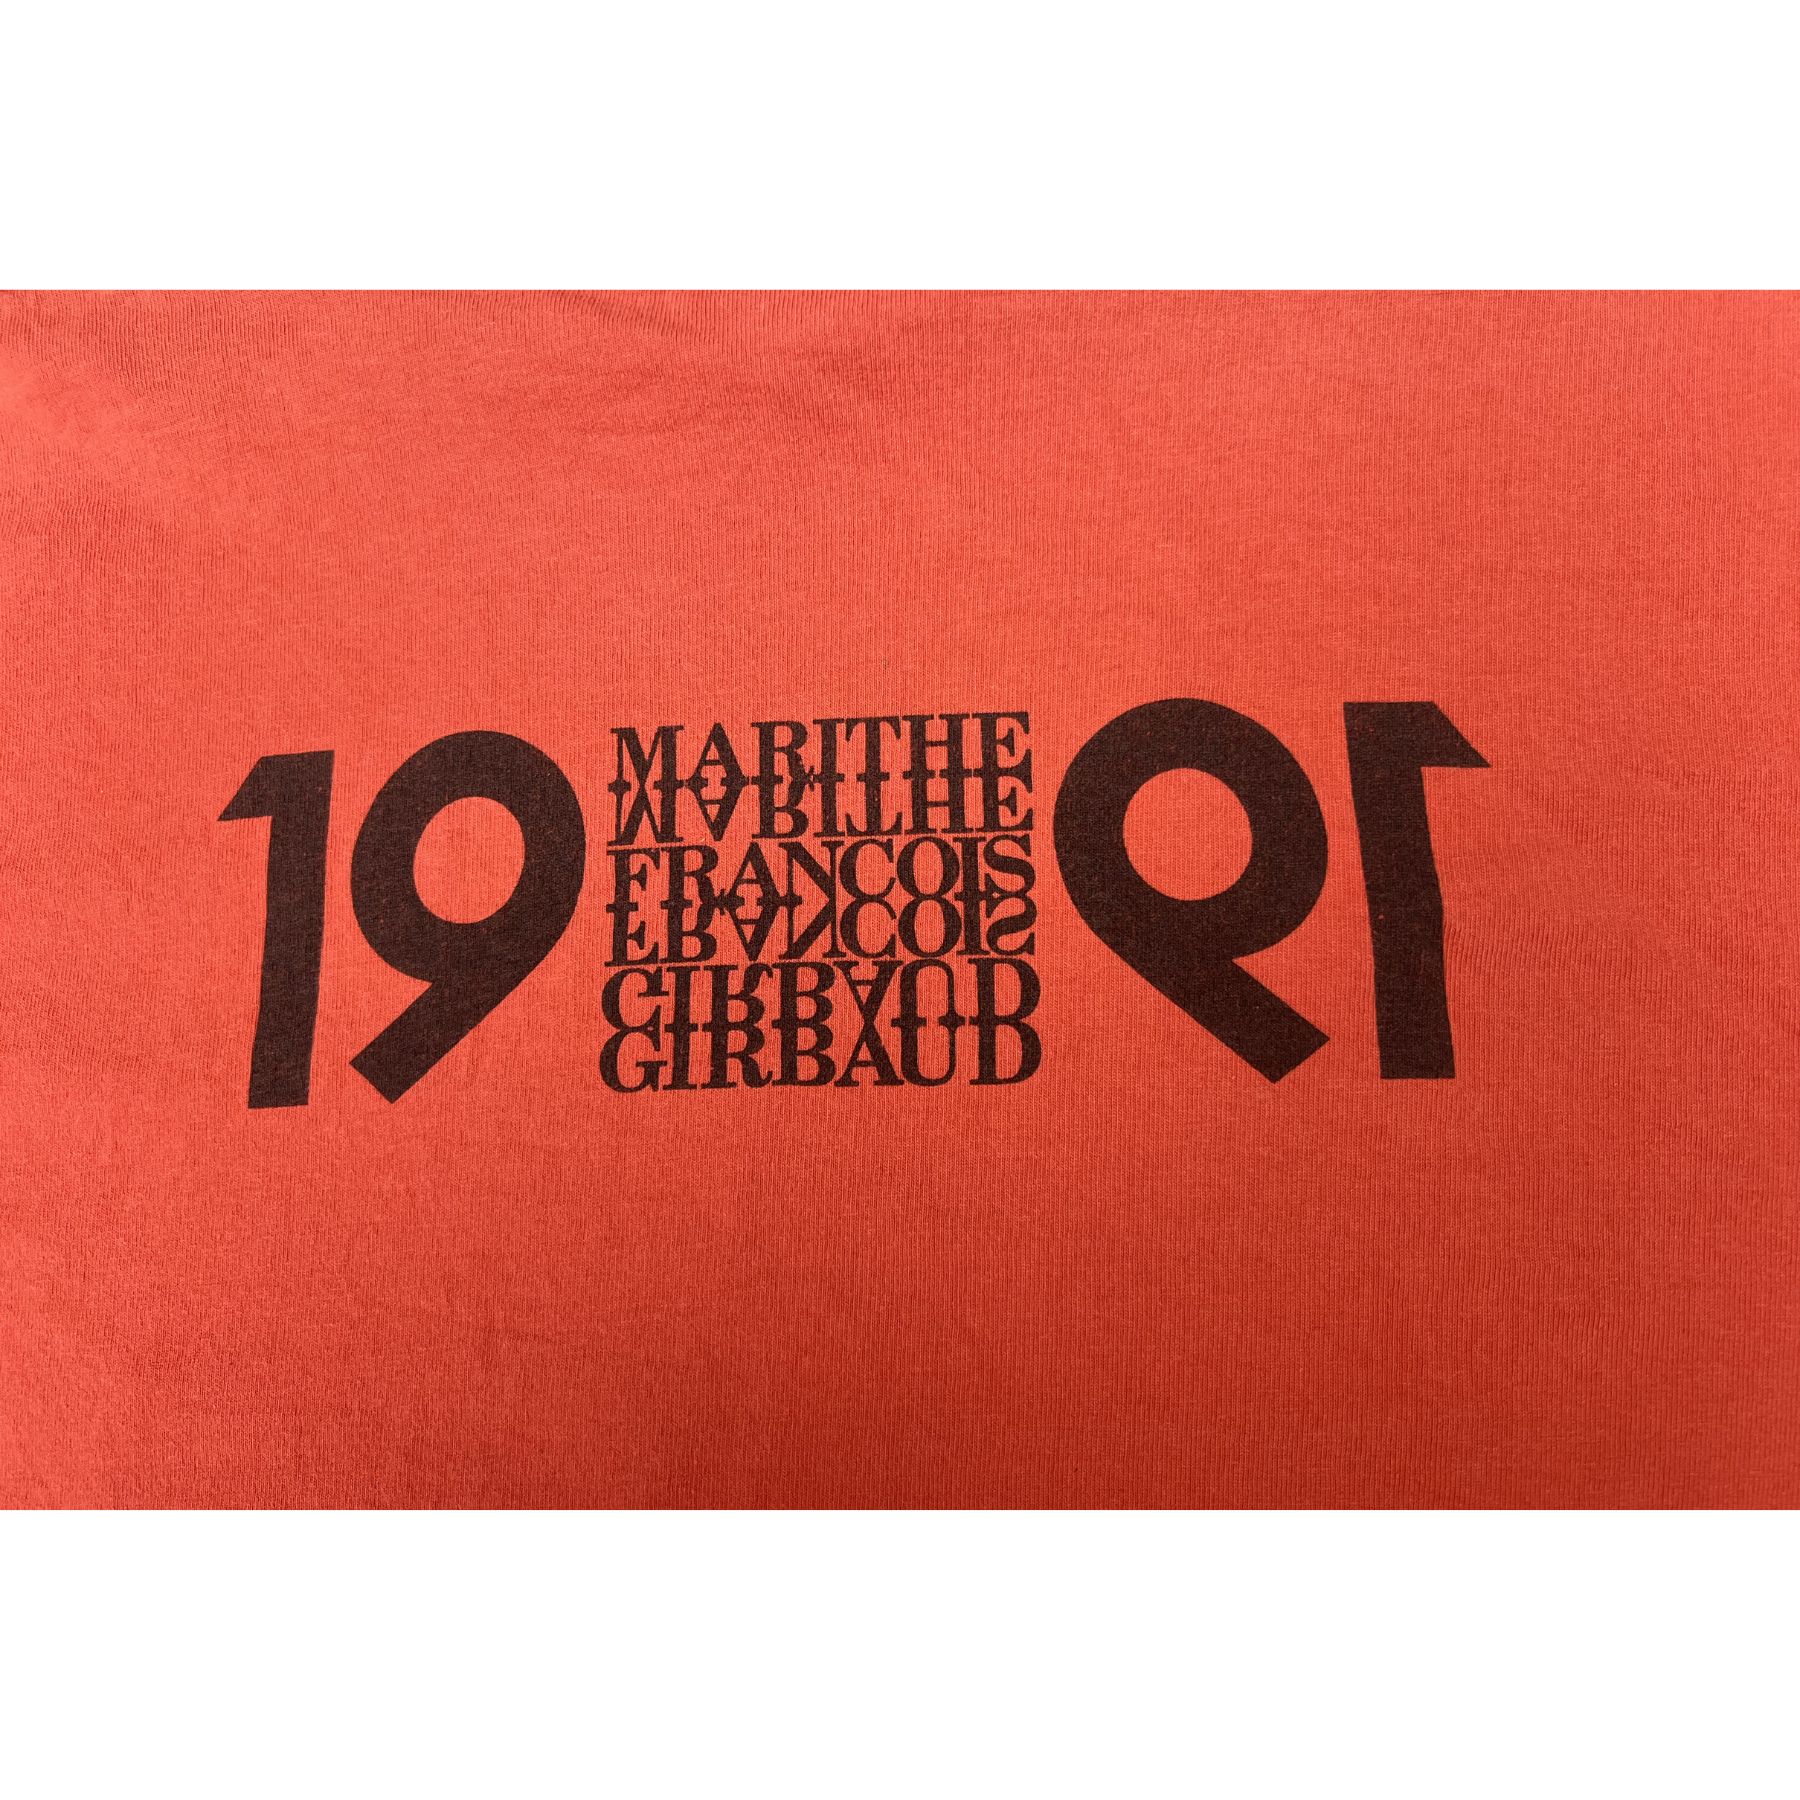 19 MARITHE 91
MARITHE
FRANCOIS
FRANCOIS
GIRBAUD
GIRBAUD